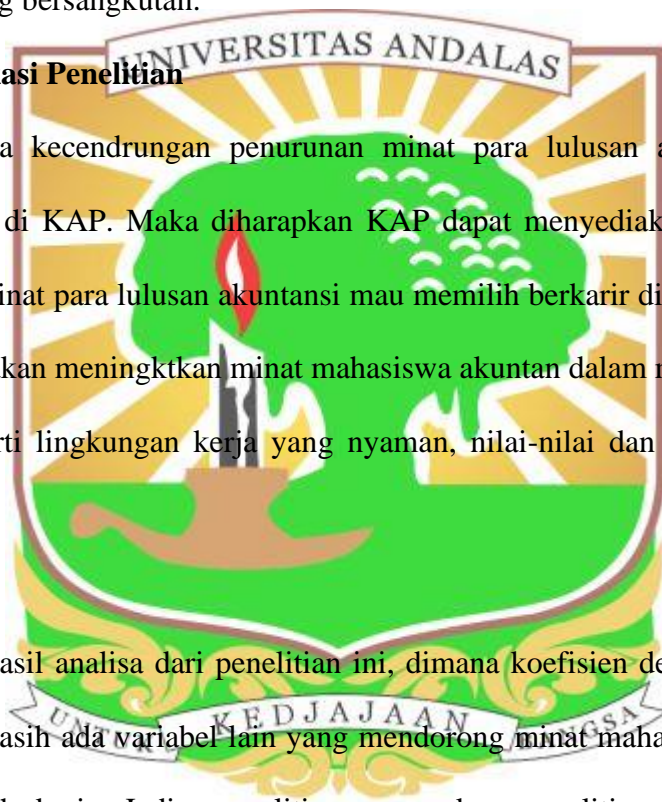 g bersangkutan.
UNIVERSITAS ANDALAS
asi Penelitian
a kecendrungan penurunan minat para lulusan a
di KAP. Maka diharapkan KAP dapat menyediak
inat para lulusan akuntansi mau memilih berkarir di
kan meningktkan minat mahasiswa akuntan dalam
rti lingkungan kerja yang nyaman, nilai-nilai dan
asil analisa dari penelitian ini, dimana koefisien de
UNTUK KEDJAJAAN BANGSA
asih ada variabel lain yang mendorong minat maha